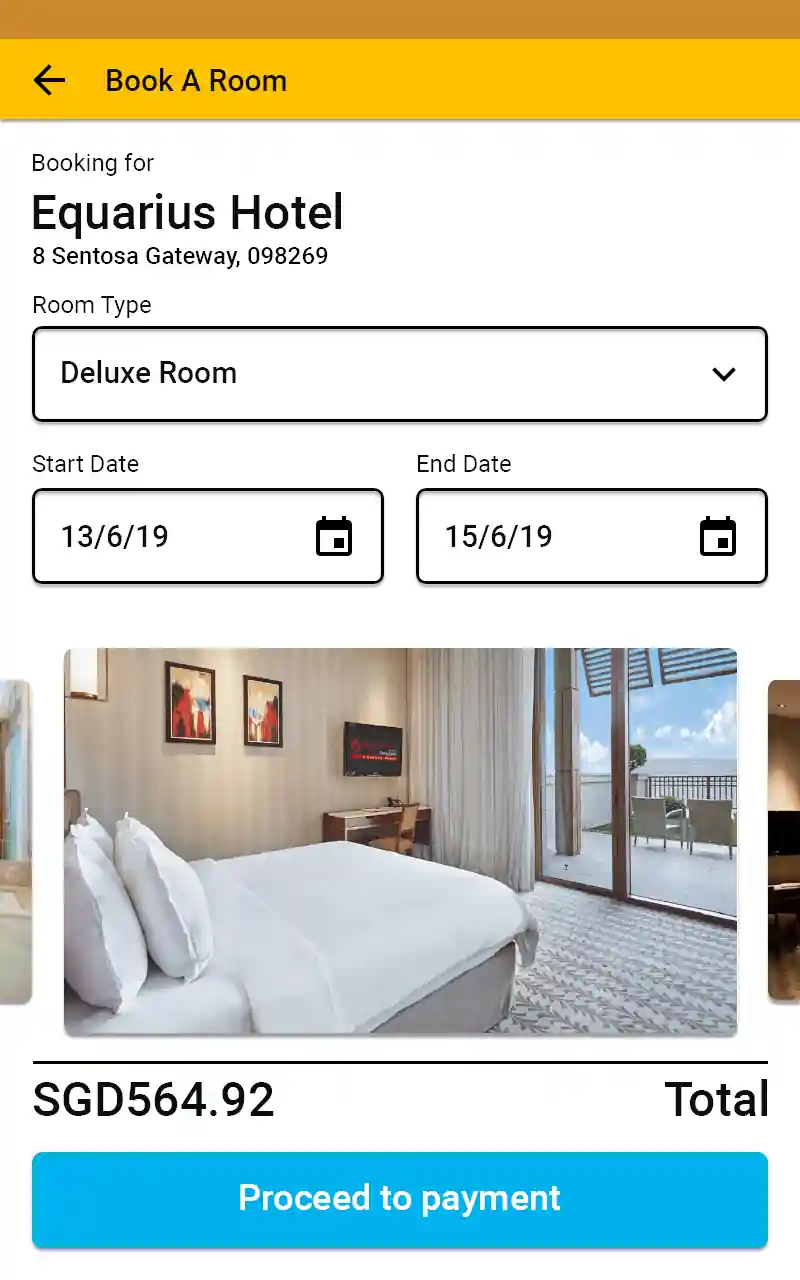 Book A Room
Booking for
Equarius Hotel
8 Sentosa Gateway, 098269
Room Type
Deluxe Room
Start Date
End Date
13/6/19
15/6/19
SGD564.92
Total
Proceed to payment